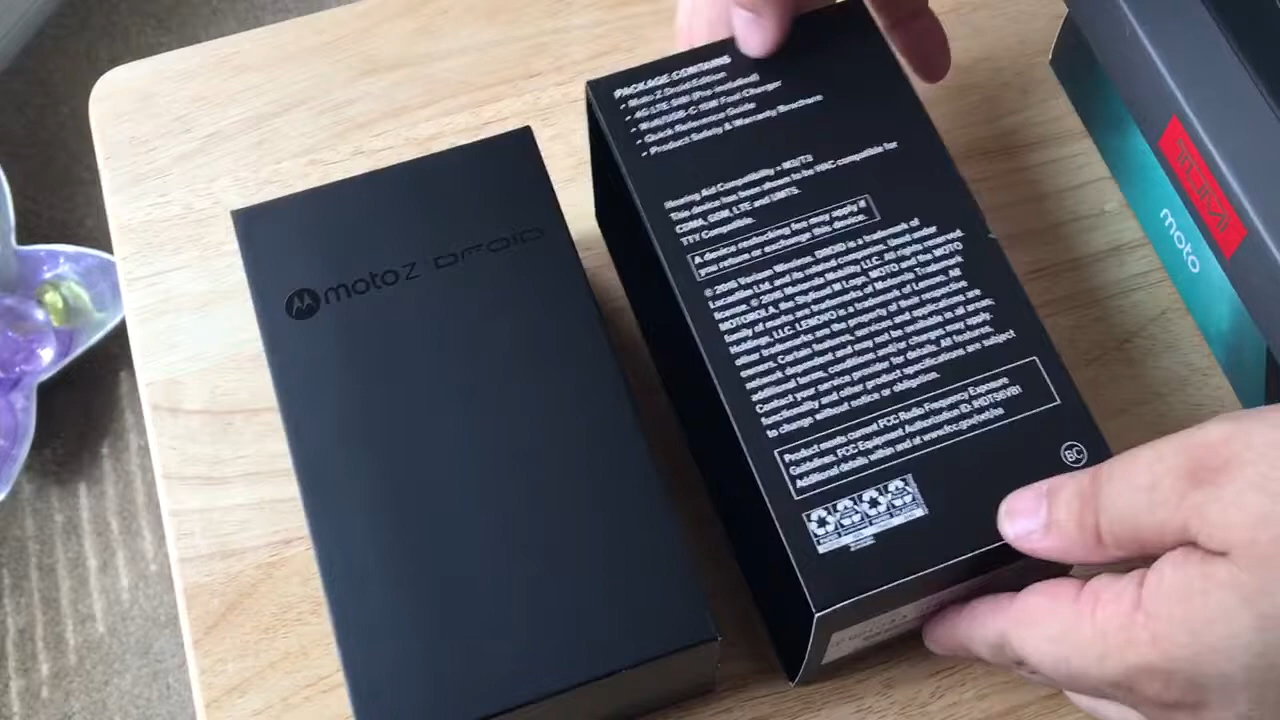 moto z DROID
PACKAGE CONTAINS
• Moto Z Droid Edition
• 4G LTE SIM (Pre-installed)
• Wall/USB-C 15W Fast Charger
• Quick Reference Guide
• Product Safety & Warranty Brochure
Hearing Aid Compatibility = M3/T3
This device has been shown to be HAC compatible for
CDMA, GSM, LTE and UMTS.
TTY Compatible.
A device restocking fee may apply if
you return or exchange this device.
© 2016 Verizon Wireless. DROID is a trademark of
Lucasfilm Ltd. and its related companies. Used under
license. © 2016 Motorola Mobility LLC. All rights reserved.
MOTOROLA, the Stylized M Logo, MOTO and the MOTO
family of marks are trademarks of Motorola Trademark
Holdings, LLC. LENOVO is a trademark of Lenovo. All
other trademarks are the property of their respective
owners. Certain features, services and applications are
network dependent and may not be available in all areas;
additional terms, conditions and/or charges may apply.
Contact your service provider for details. All features,
functionality and other product specifications are subject
to change without notice or obligation.
Product meets current FCC Radio Frequency Exposure
Guidelines. FCC Equipment Authorization ID: IHDT56VB1
Additional details within and at www.fcc.gov/oet/ea
BC
TUMI
moto